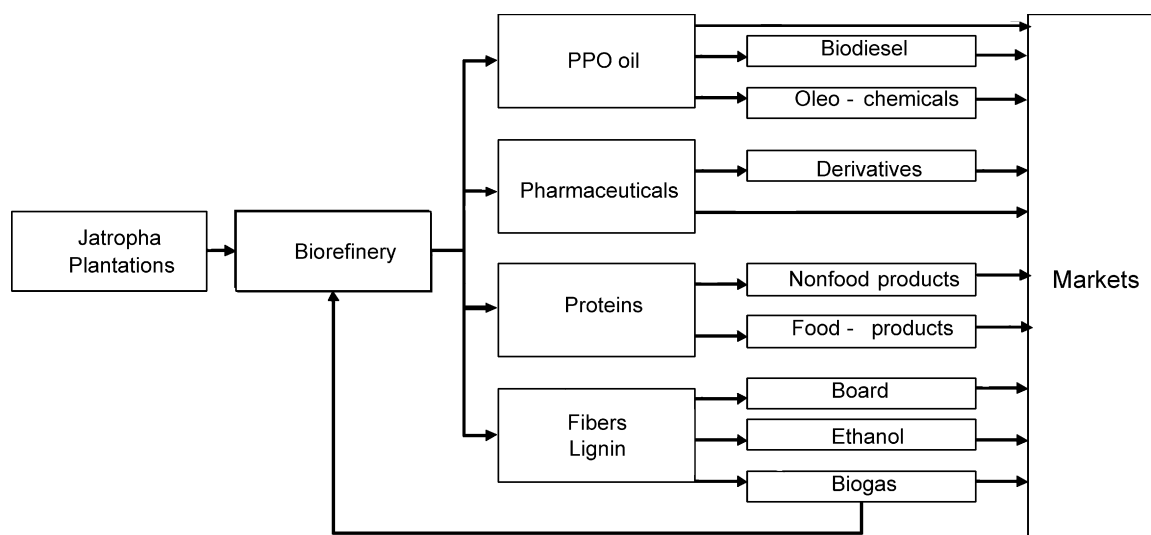 PPO oil
Biodiesel
Oleo - chemicals
Pharmaceuticals
Derivatives
Jatropha
Plantations
Biorefinery
Proteins
Nonfood products
Food - products
Markets
Fibers
Lignin
Board
Ethanol
Biogas